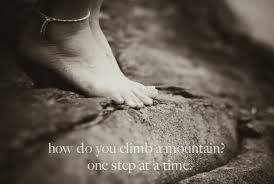 how do you climb a mountain?
one step at a time.